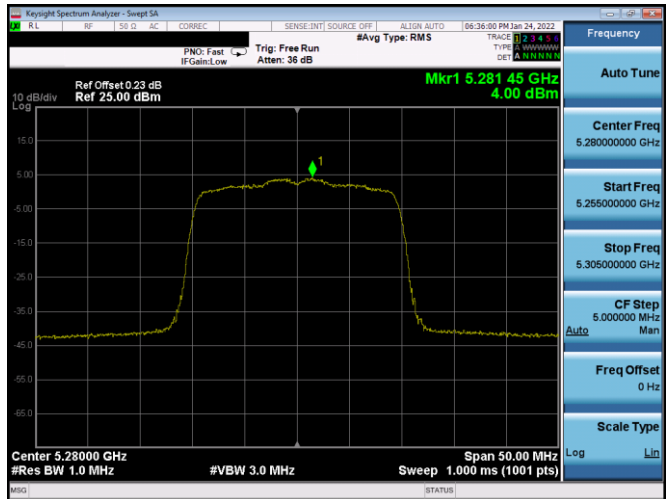 Keysight Spectrum Analyzer - Swept SA
RL RF 50 Ω AC CORREC SENSE:INT SOURCE OFF ALIGN AUTO 06:36:00 PM Jan 24, 2022
#Avg Type: RMS TRACE 1 2 3 4 5 6
PNO: Fast Trig: Free Run TYPE A WWWWW
IFGain:Low Atten: 36 dB DET A N N N N N
Mkr1 5.281 45 GHz
4.00 dBm
Ref Offset 0.23 dB
10 dB/div Ref 25.00 dBm
Log
15.0
1
5.00
-5.00
-15.0
-25.0
-35.0
-45.0
-55.0
-65.0
Center 5.28000 GHz Span 50.00 MHz
#Res BW 1.0 MHz #VBW 3.0 MHz Sweep 1.000 ms (1001 pts)
MSG STATUS
Frequency
Auto Tune
Center Freq
5.280000000 GHz
Start Freq
5.255000000 GHz
Stop Freq
5.305000000 GHz
CF Step
5.000000 MHz
Auto Man
Freq Offset
0 Hz
Scale Type
Log Lin